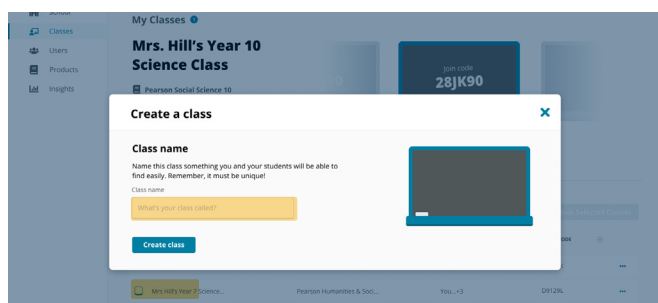 School
My Classes ?
Classes
Users
Products
Insights
Mrs. Hill's Year 10
Science Class
Pearson Social Science 10
Join code
28JK90
Create a class
Class name
Name this class something you and your students will be able to
find easily. Remember, it must be unique!
Class name
What's your class called?
Create class
Selected Classes
Mrs Hill's Year 7 Science...
Pearson Humanities & Soci...
You...+3
D9129L